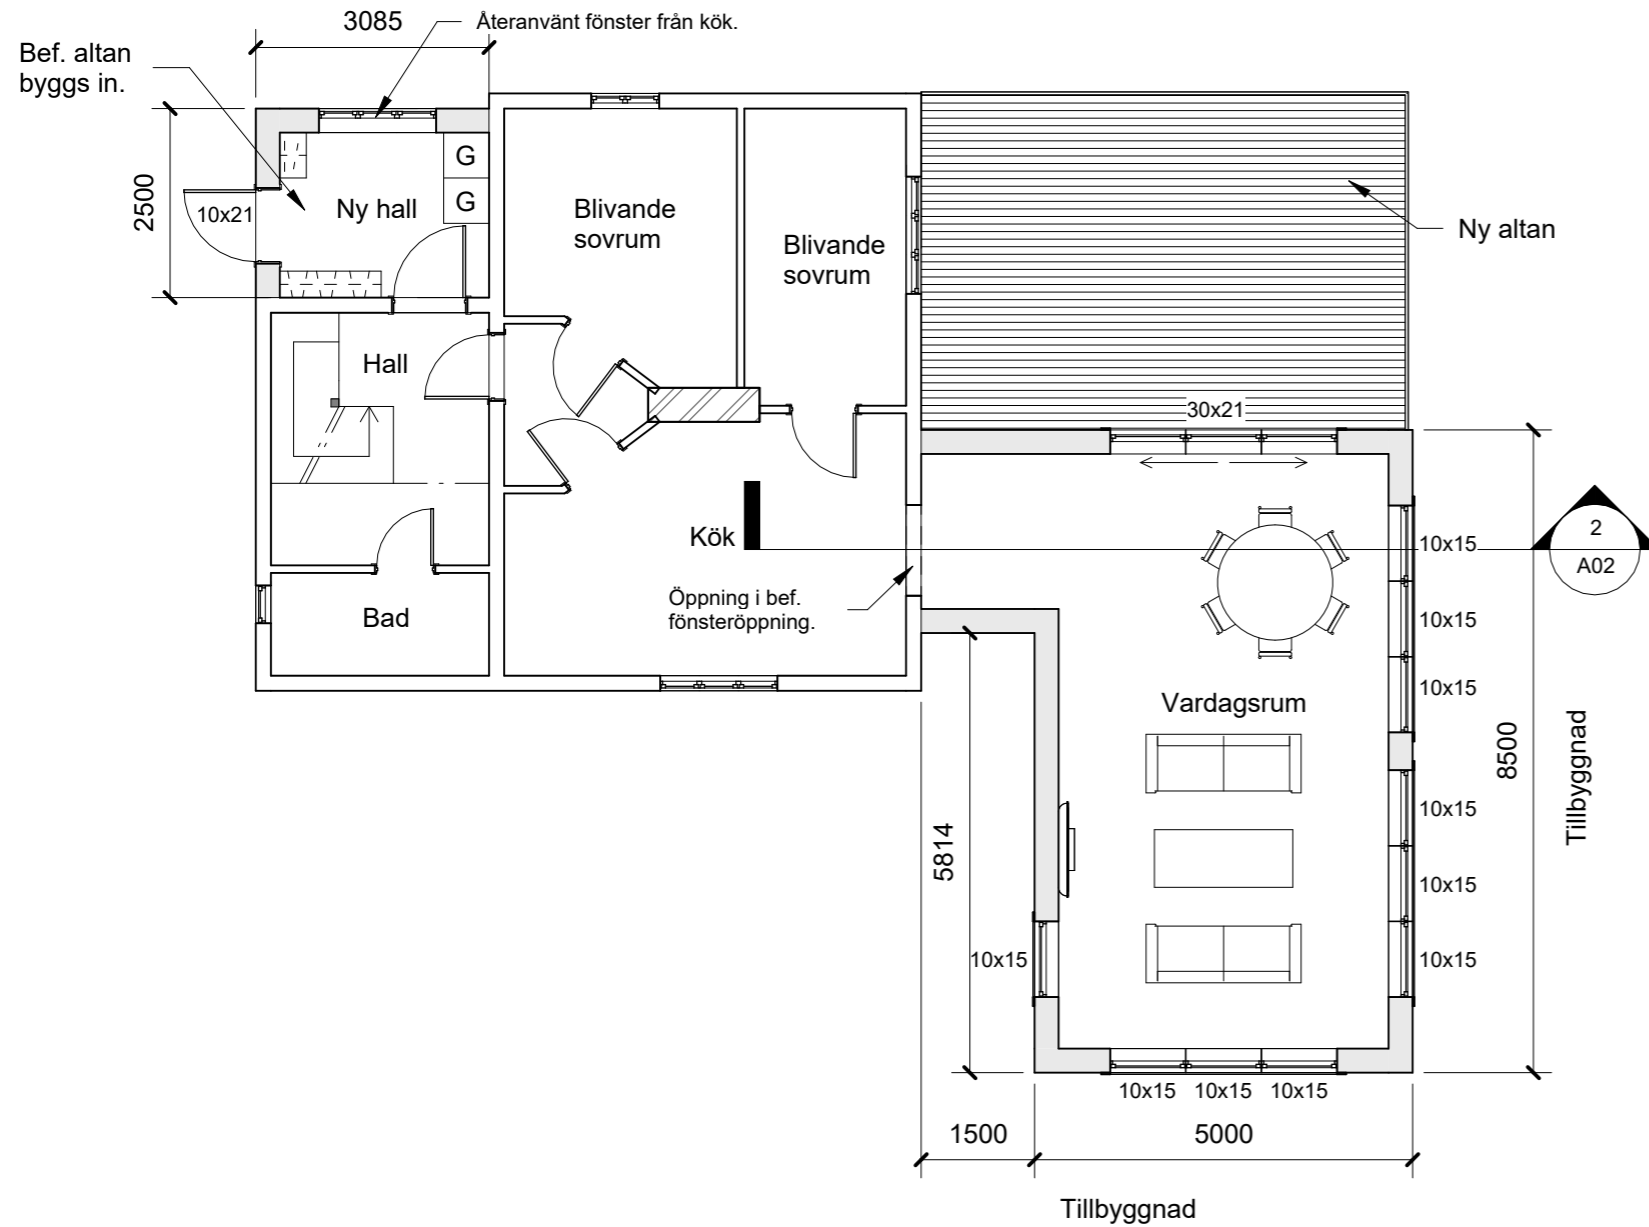 3085
Återanvänt fönster från kök.
Bef. altan
byggs in.
2500
10x21
Ny hall
G
G
Blivande
sovrum
Blivande
sovrum
Ny altan
Hall
30x21
Kök
Öppning i bef.
fönsteröppning.
Bad
10x15
10x15
10x15
2
A02
Vardagsrum
8500
Tillbyggnad
5814
10x15
10x15
10x15
10x15
10x15
10x15
10x15
1500
5000
Tillbyggnad